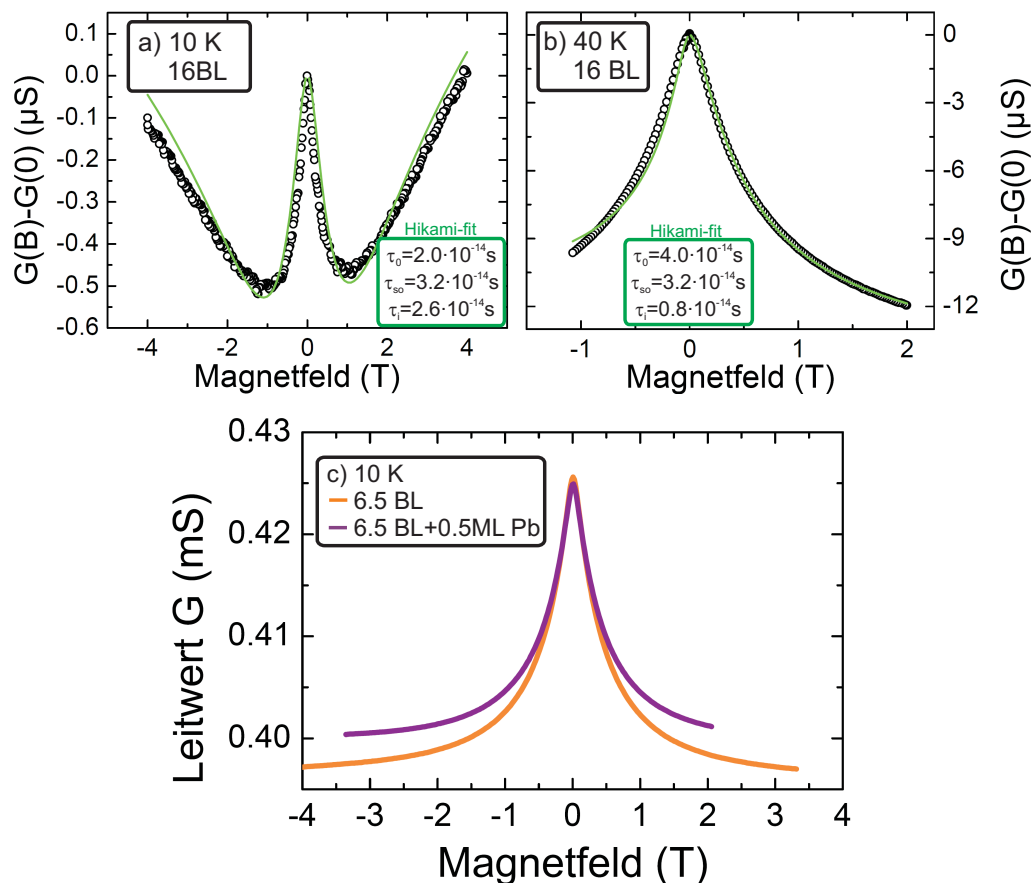 a) 10 K
16BL
G(B)-G(0) (µS)
0.1
0.0
-0.1
-0.2
-0.3
-0.4
-0.5
-0.6
-4
-2
0
2
4
Magnetfeld (T)
Hikami-fit
τ₀=2.0·10⁻¹⁴s
τₛₒ=3.2·10⁻¹⁴s
τᵢ=2.6·10⁻¹⁴s
b) 40 K
16 BL
G(B)-G(0) (µS)
0
-3
-6
-9
-12
-1
0
1
2
Magnetfeld (T)
Hikami-fit
τ₀=4.0·10⁻¹⁴s
τₛₒ=3.2·10⁻¹⁴s
τᵢ=0.8·10⁻¹⁴s
c) 10 K
6.5 BL
6.5 BL+0.5ML Pb
Leitwert G (mS)
0.43
0.42
0.41
0.40
-4
-3
-2
-1
0
1
2
3
4
Magnetfeld (T)